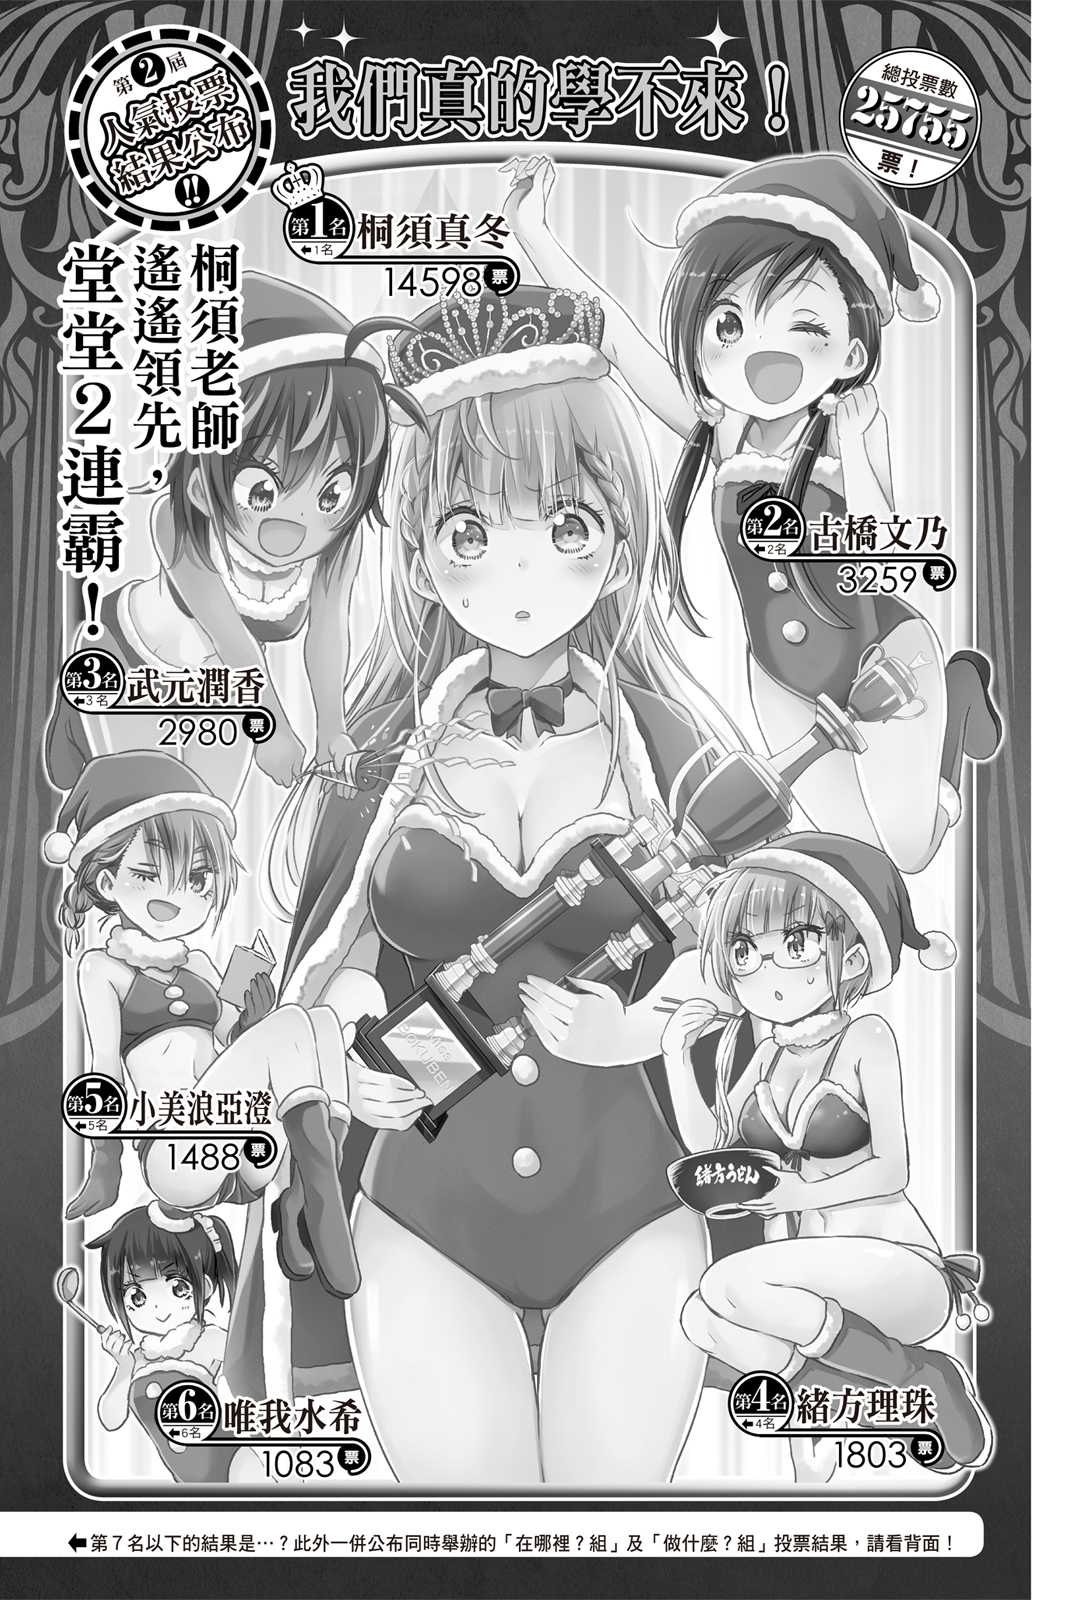 第2屆
人氣投票
結果公布
!!
我們真的學不來！
總投票數
25755
票！
桐須老師
遙遙領先，
堂堂2連霸！
第1名
←1名
桐須真冬
14598票
第2名
←2名
古橋文乃
3259票
第3名
←3名
武元潤香
2980票
第5名
←5名
小美浪亞澄
1488票
Miss
BOKUBEN
緒方うどん
第4名
←4名
緒方理珠
1803票
第6名
←6名
唯我水希
1083票
←第7名以下的結果是…？此外一併公布同時舉辦的「在哪裡？組」及「做什麼？組」投票結果，請看背面！